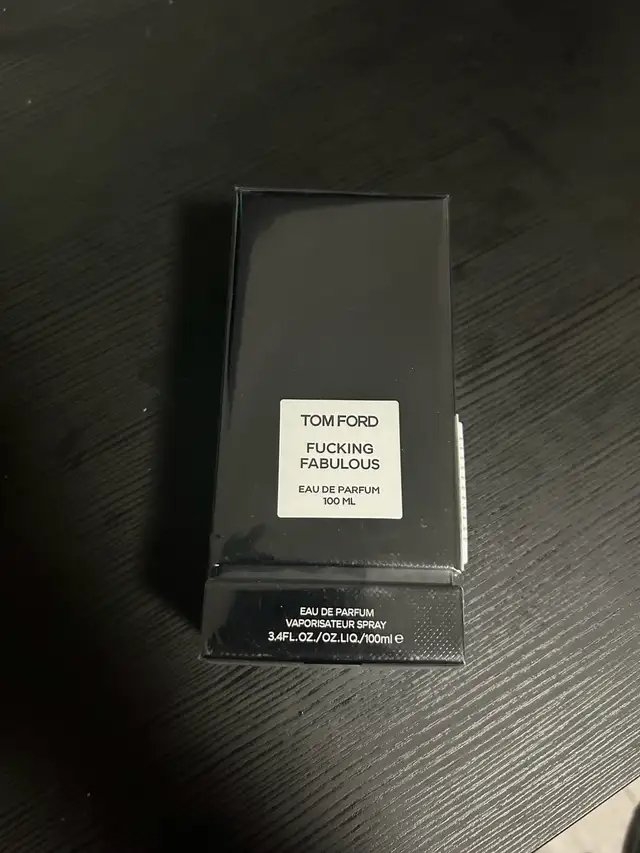 TOM FORD
FUCKING
FABULOUS
EAU DE PARFUM
100 ML
EAU DE PARFUM
VAPORISATEUR SPRAY
3.4FL.OZ./OZ.LIQ./100ml ℮